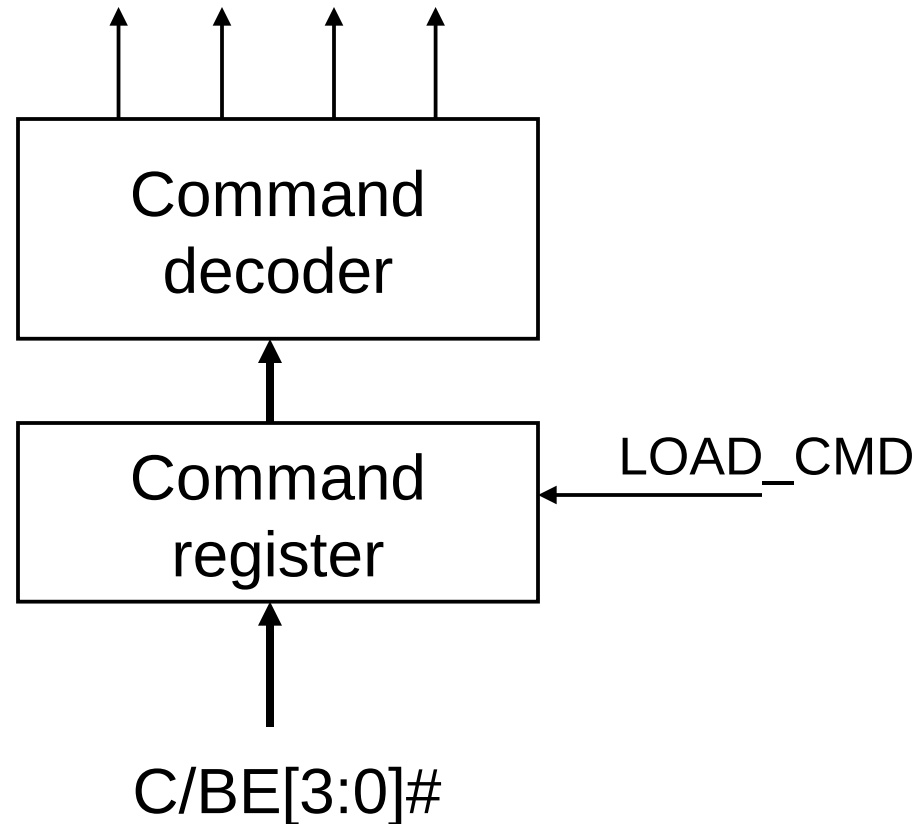 Command
decoder
Command
register
LOAD_CMD
C/BE[3:0]#